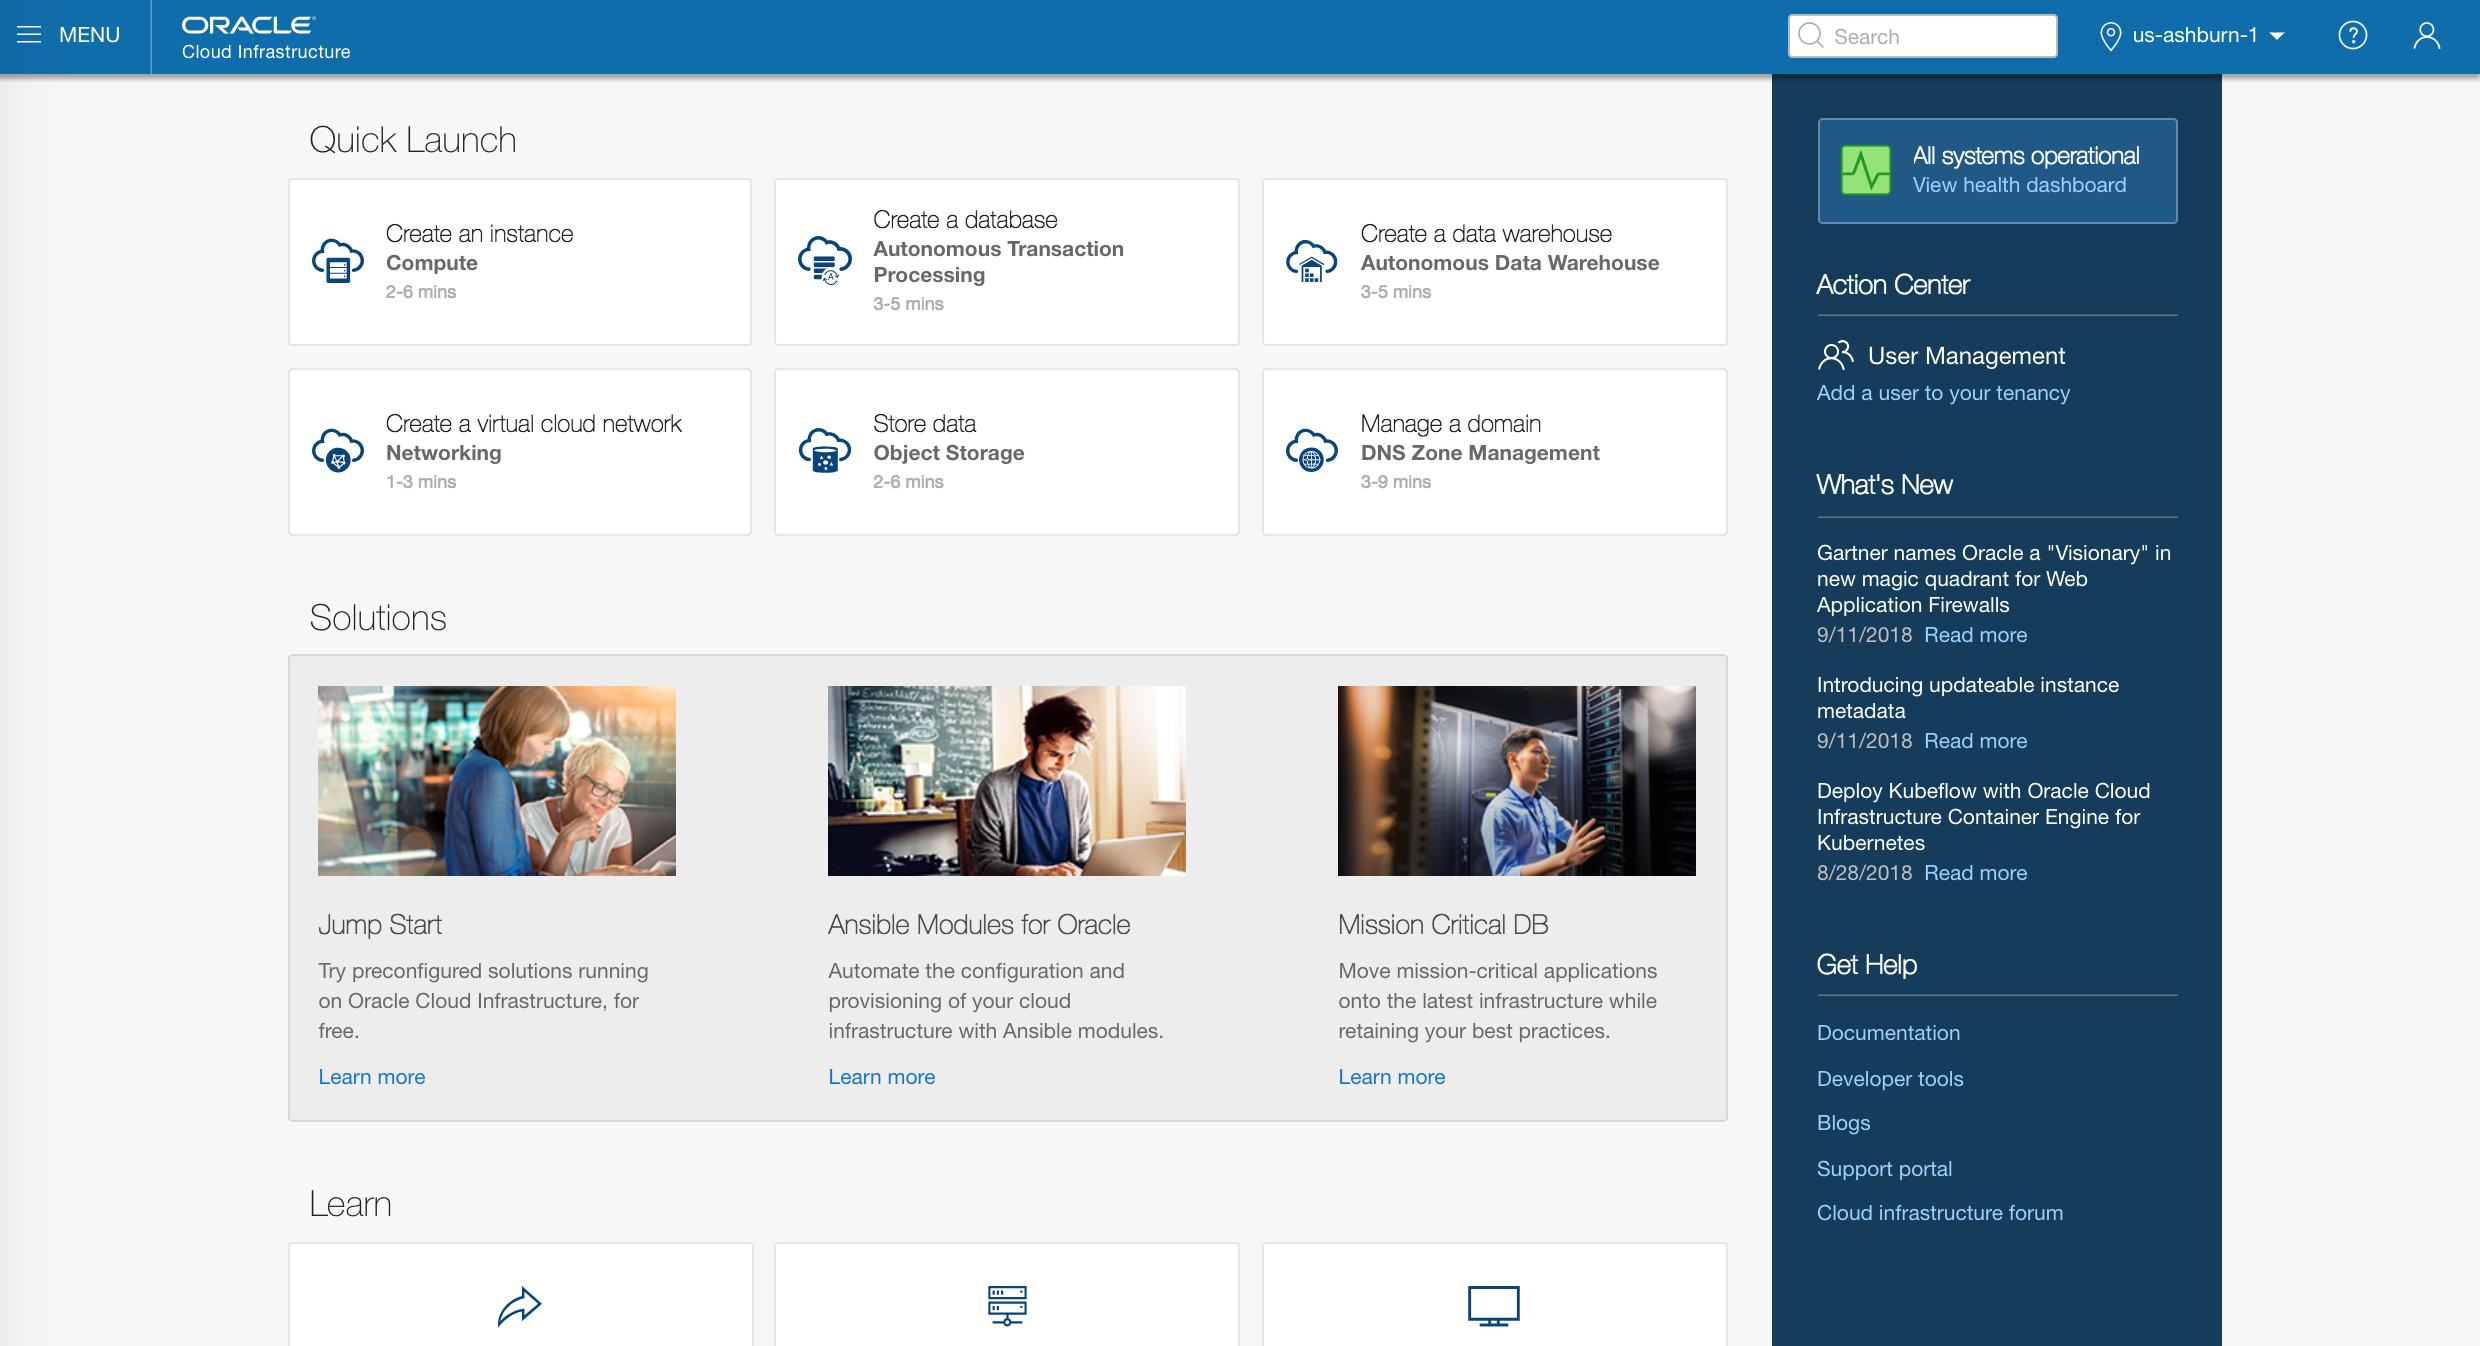 MENU
ORACLE
Cloud Infrastructure
Search
us-ashburn-1
Quick Launch
Create an instance
Compute
2-6 mins
Create a database
Autonomous Transaction
Processing
3-5 mins
Create a data warehouse
Autonomous Data Warehouse
3-5 mins
Create a virtual cloud network
Networking
1-3 mins
Store data
Object Storage
2-6 mins
Manage a domain
DNS Zone Management
3-9 mins
Solutions
Jump Start
Try preconfigured solutions running
on Oracle Cloud Infrastructure, for
free.
Learn more
Ansible Modules for Oracle
Automate the configuration and
provisioning of your cloud
infrastructure with Ansible modules.
Learn more
Mission Critical DB
Move mission-critical applications
onto the latest infrastructure while
retaining your best practices.
Learn more
Learn
All systems operational
View health dashboard
Action Center
User Management
Add a user to your tenancy
What's New
Gartner names Oracle a "Visionary" in
new magic quadrant for Web
Application Firewalls
9/11/2018 Read more
Introducing updateable instance
metadata
9/11/2018 Read more
Deploy Kubeflow with Oracle Cloud
Infrastructure Container Engine for
Kubernetes
8/28/2018 Read more
Get Help
Documentation
Developer tools
Blogs
Support portal
Cloud infrastructure forum